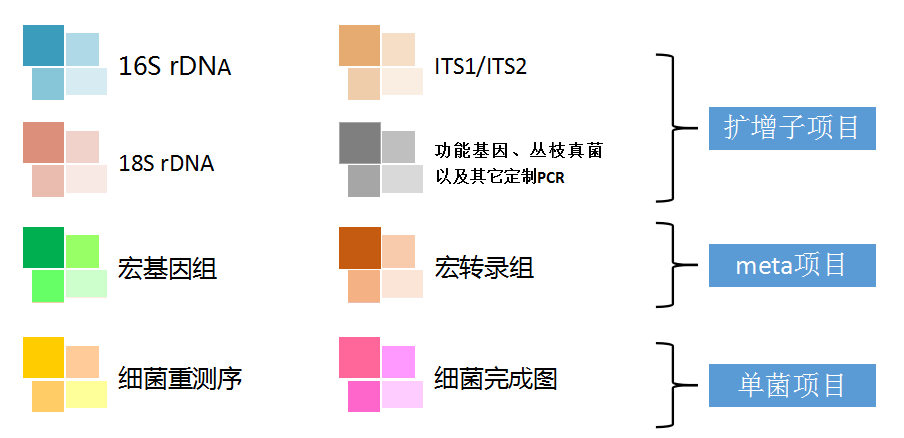 16S rDNA
ITS1/ITS2
18S rDNA
功能基因、丛枝真菌
以及其它定制PCR
扩增子项目
宏基因组
宏转录组
meta项目
细菌重测序
细菌完成图
单菌项目